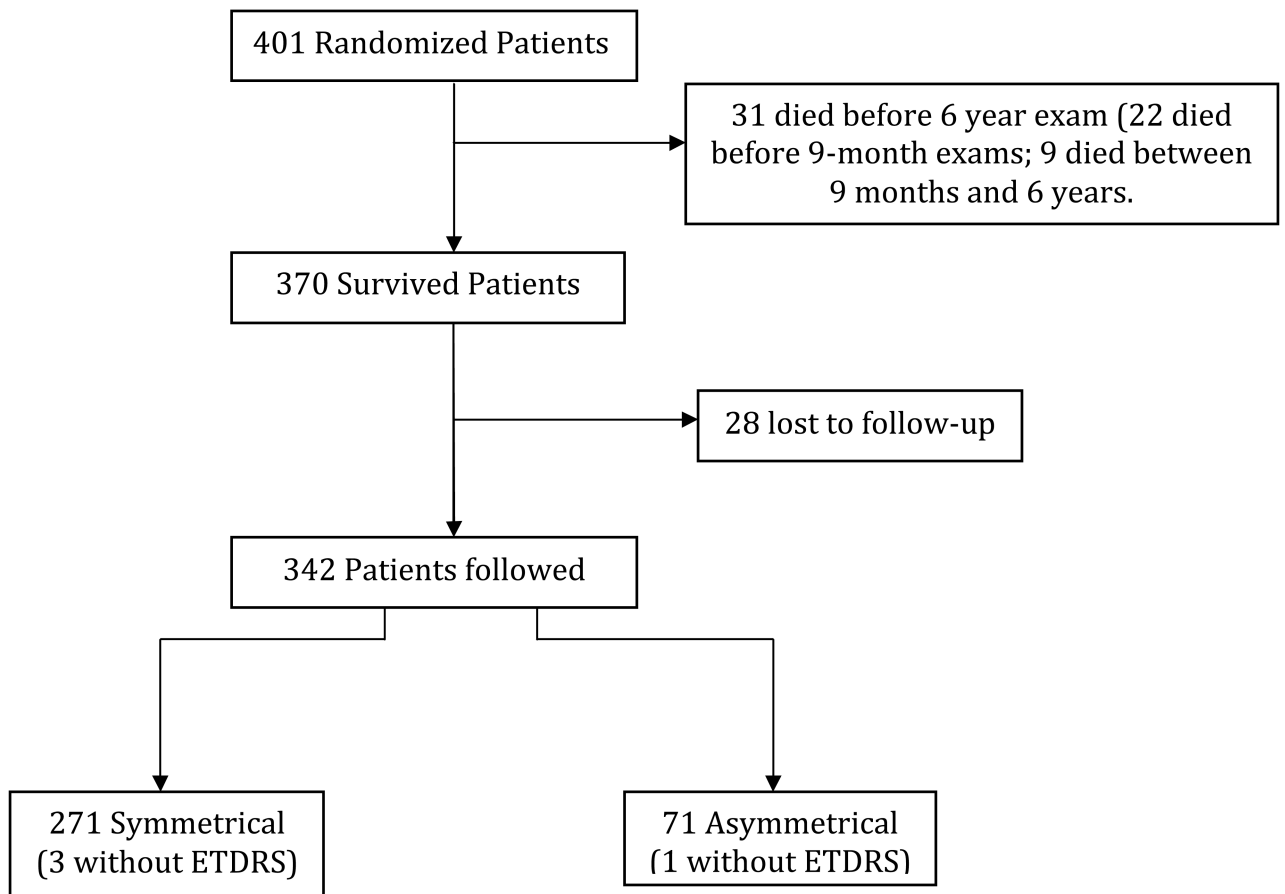 401 Randomized Patients
31 died before 6 year exam (22 died
before 9-month exams; 9 died between
9 months and 6 years.
370 Survived Patients
28 lost to follow-up
342 Patients followed
271 Symmetrical
(3 without ETDRS)
71 Asymmetrical
(1 without ETDRS)